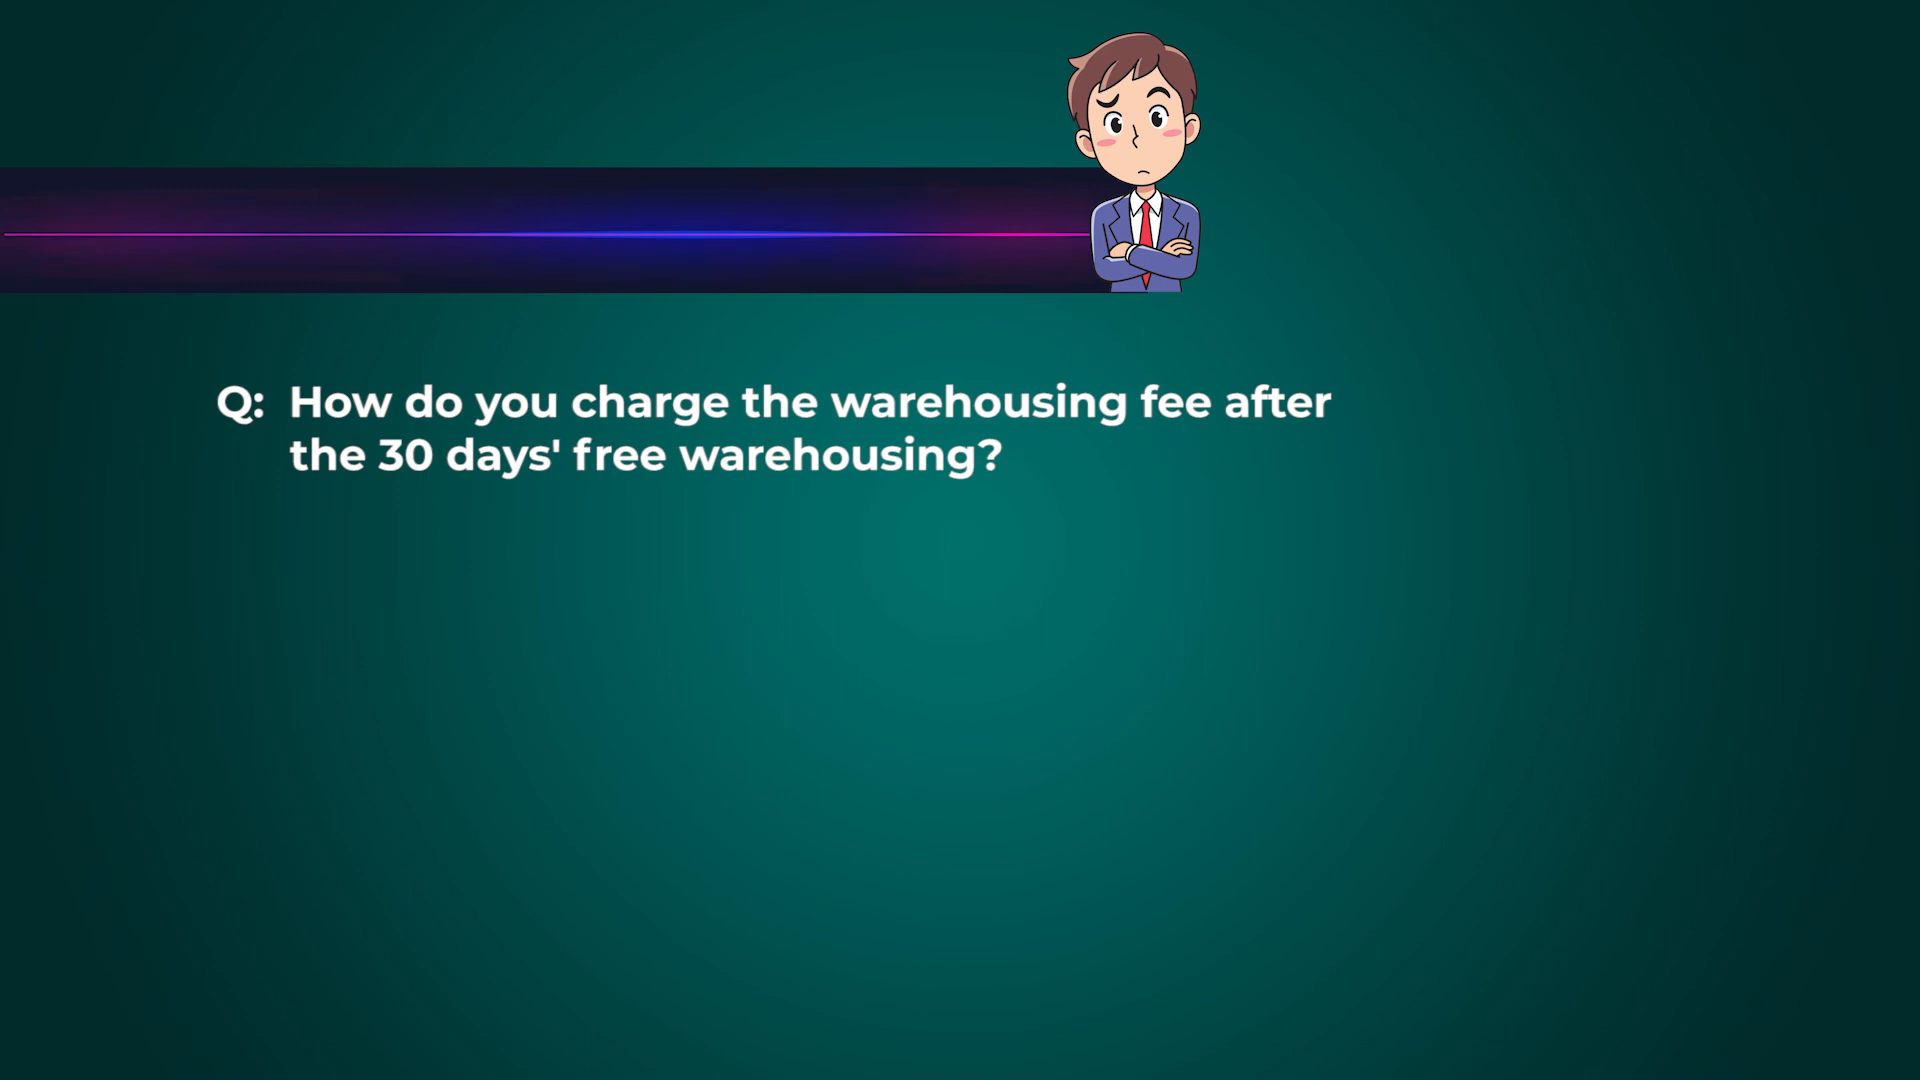 Q: How do you charge the warehousing fee after
the 30 days' free warehousing?